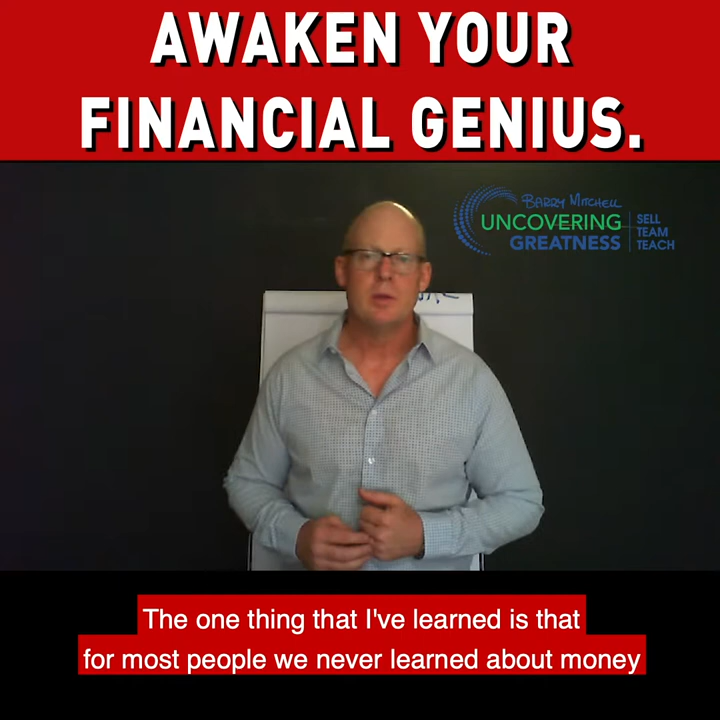 AWAKEN YOUR
FINANCIAL GENIUS.
BARRY MITCHELL
UNCOVERING
GREATNESS
SELL
TEAM
TEACH
The one thing that I've learned is that
for most people we never learned about money